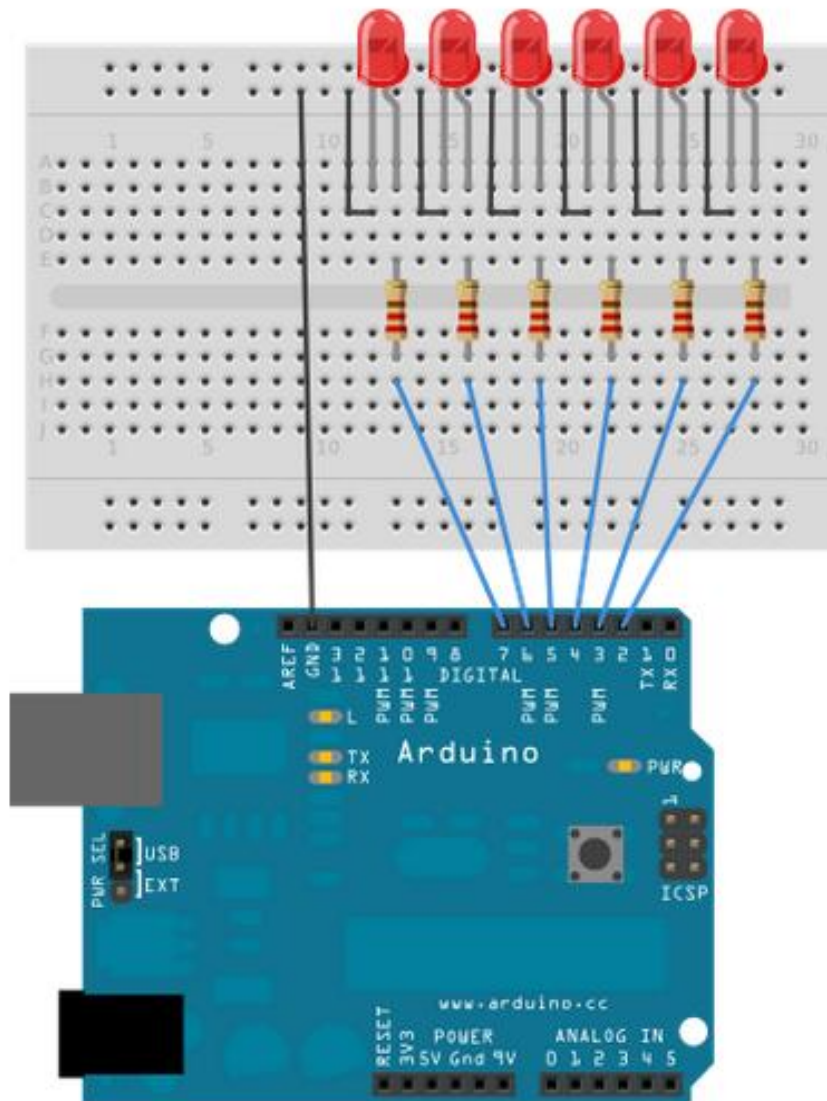 1 5 10 15 20 25 30
A
B
C
D
E
F
G
H
I
J
1 5 10 15 20 25 30
AREF GND 13 12 11 10 9 8 7 6 5 4 3 2 1 0
PWM PWM PWM PWM PWM PWM TX RX
DIGITAL
L
TX
RX
Arduino
PWR
1
PWR SEL
USB
EXT
ICSP
www.arduino.cc
RESET 3V3
POWER
5V Gnd 9V
ANALOG IN
0 1 2 3 4 5